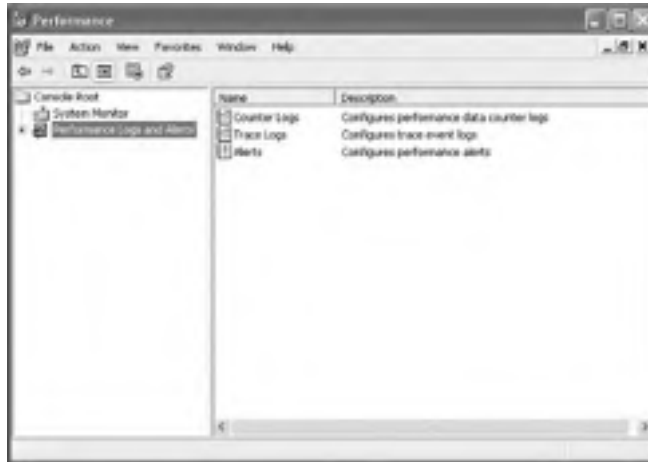 Performance
File Action View Favorites Window Help
Console Root
System Monitor
Performance Logs and Alerts
Name Description
Counter Logs Configures performance data counter logs
Trace Logs Configures trace event logs
Alerts Configures performance alerts